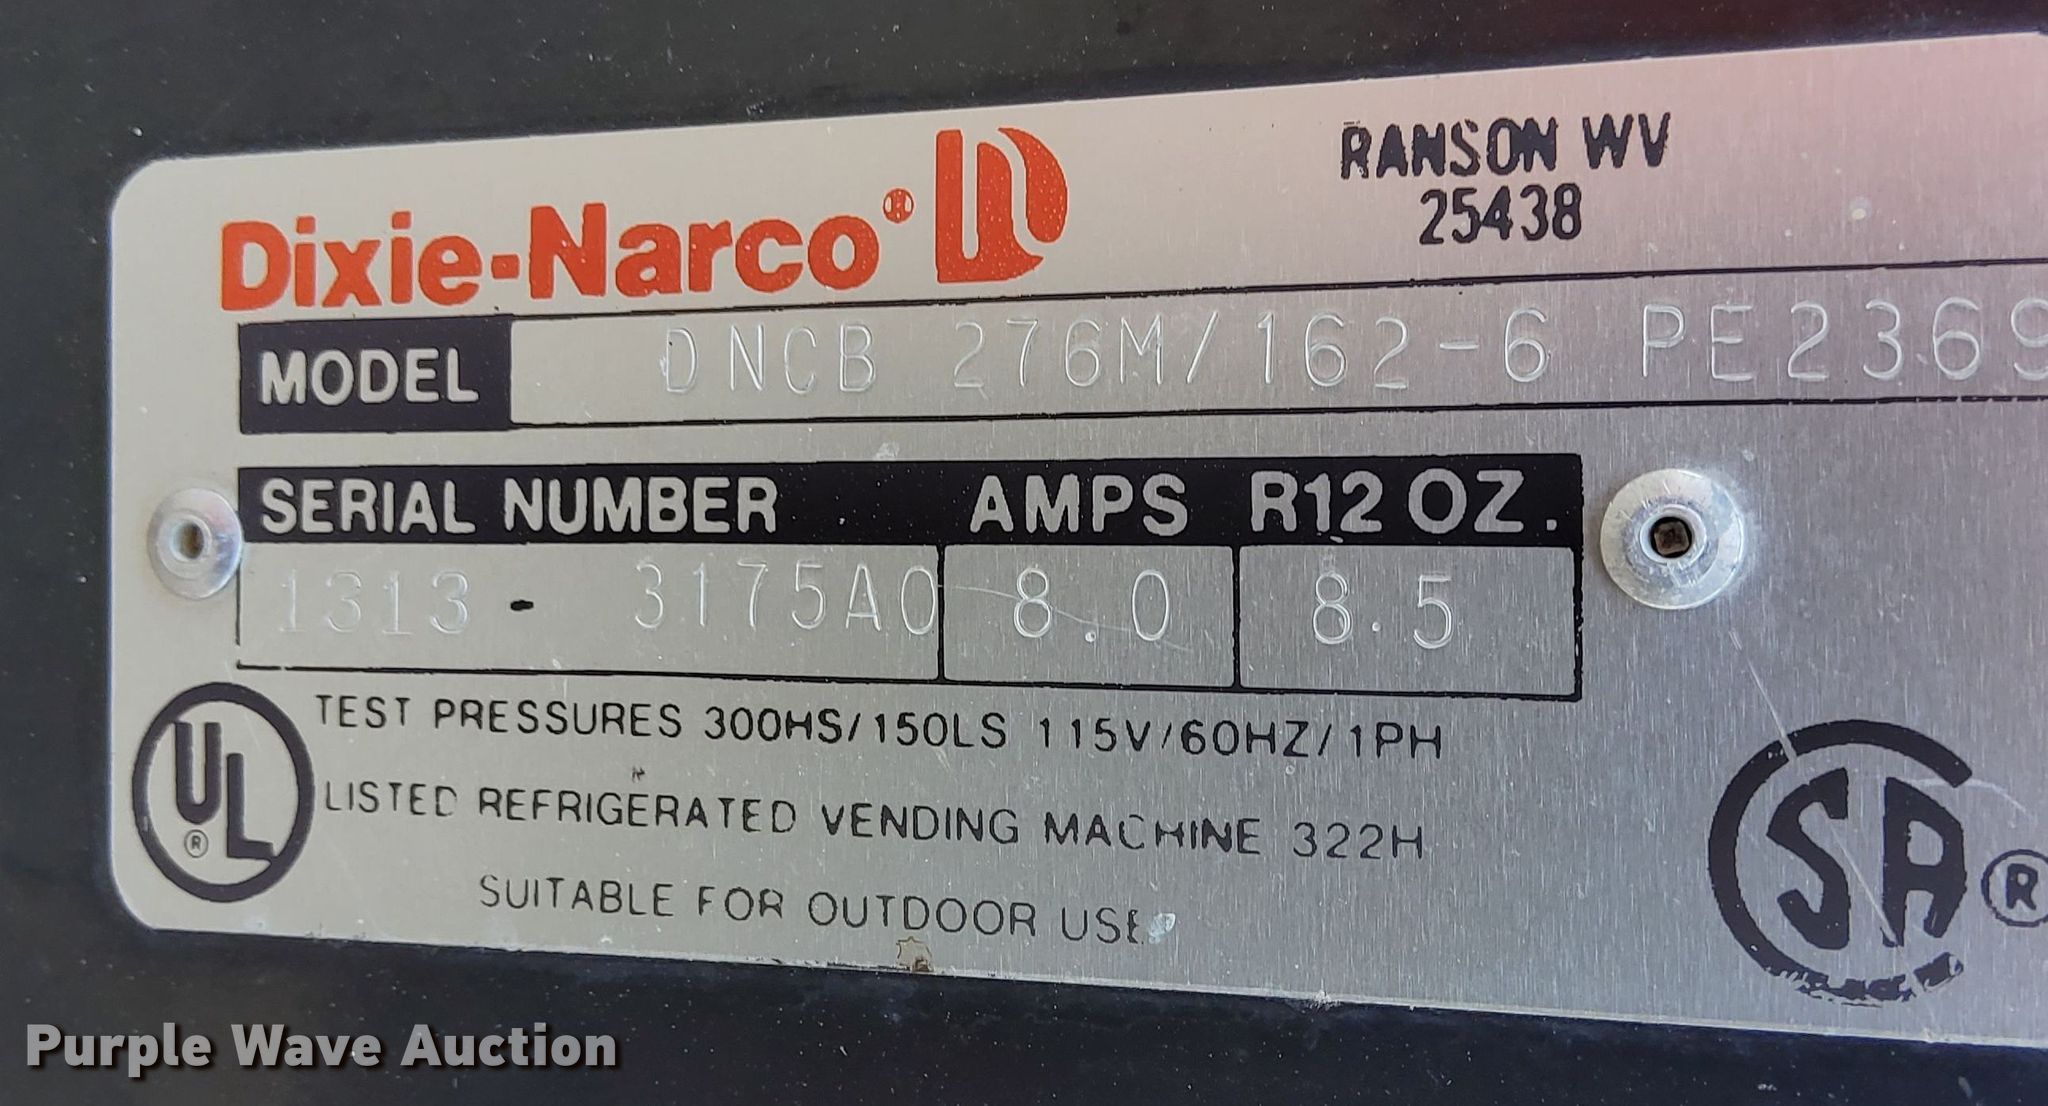 Dixie-Narco®
RANSON WV
25438
MODEL DNCB 276M/162-6 PE2369
SERIAL NUMBER AMPS R12 OZ.
1313 - 3175A0 8.0 8.5
TEST PRESSURES 300HS/150LS 115V/60HZ/1PH
UL®
LISTED REFRIGERATED VENDING MACHINE 322H
SUITABLE FOR OUTDOOR USE
SA®
Purple Wave Auction